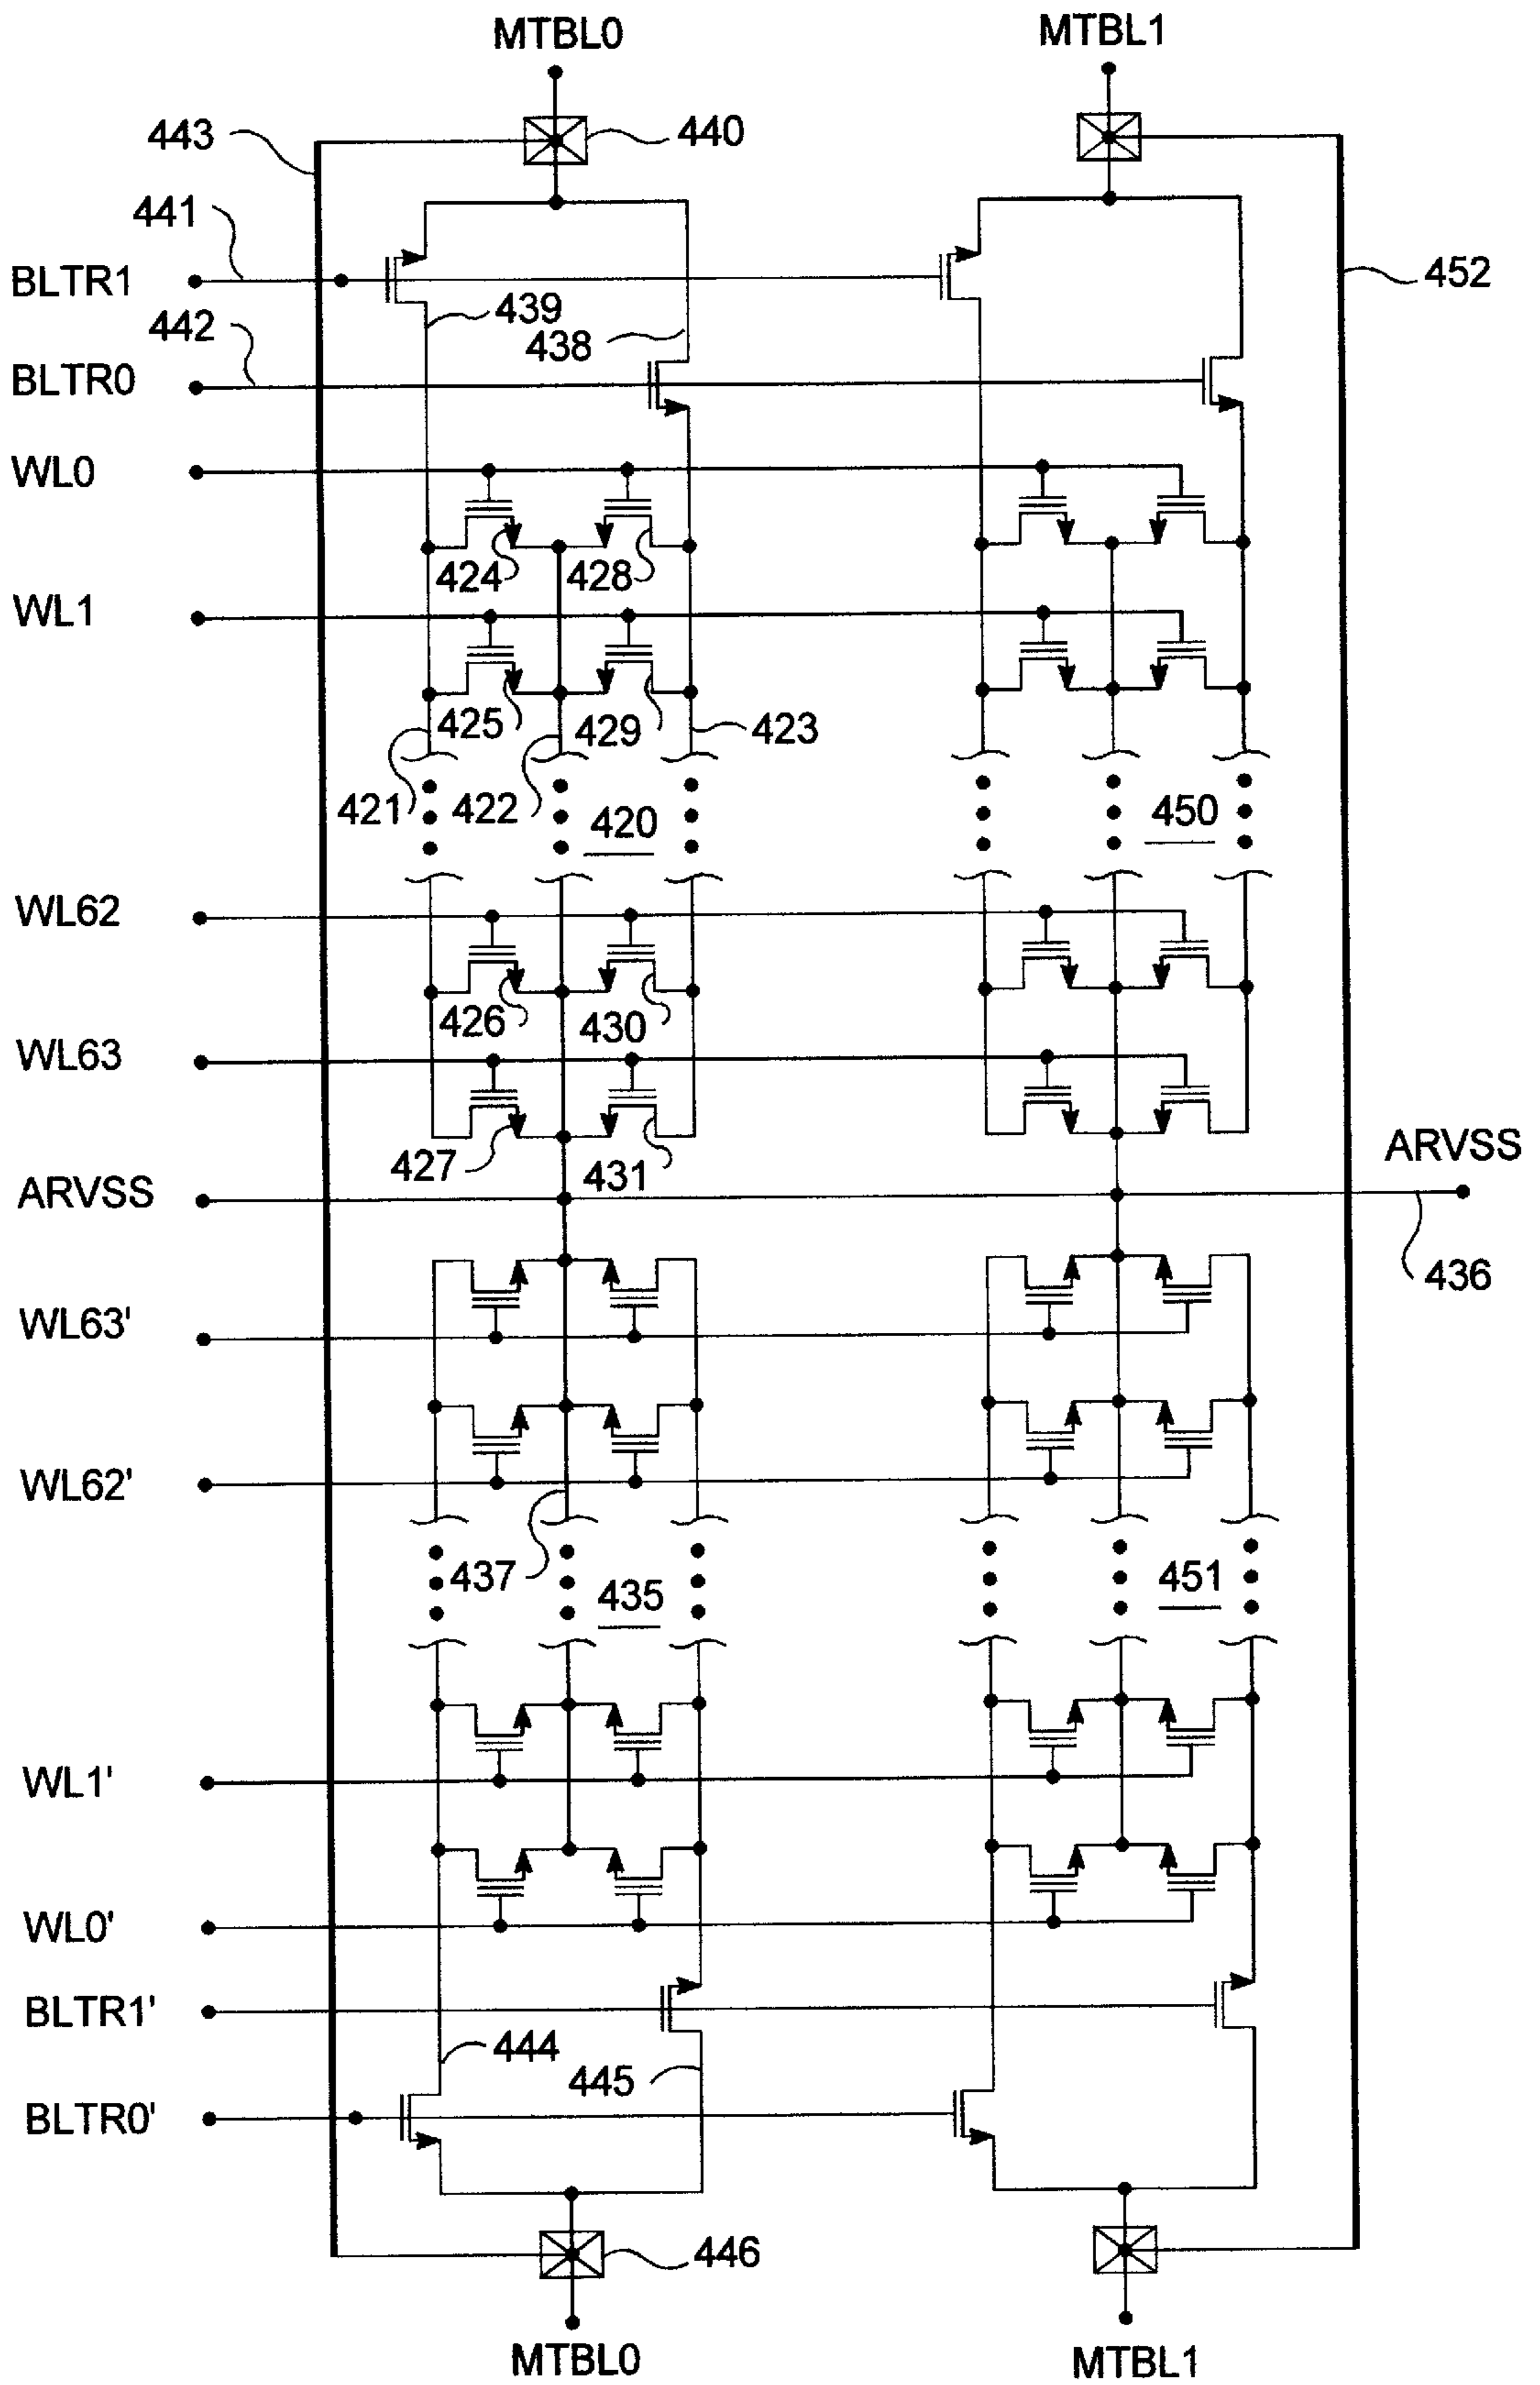 MTBL0 MTBL1
443 440
441
BLTR1 439 452
442 438
BLTR0
WL0
424 428
WL1
425 429 423
421 422 420 450
WL62
426 430
WL63
427 431 ARVSS
ARVSS
436
WL63'
WL62'
437 435 451
WL1'
WL0'
BLTR1'
444 445
BLTR0'
446
MTBL0 MTBL1